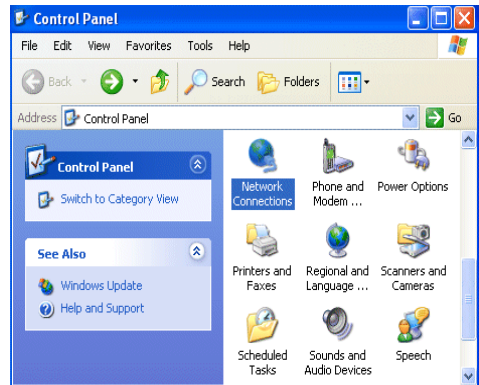 Control Panel
File Edit View Favorites Tools Help
Back Search Folders
Address Control Panel Go
Control Panel
Switch to Category View
See Also
Windows Update
Help and Support
Network Connections
Phone and Modem ...
Power Options
Printers and Faxes
Regional and Language ...
Scanners and Cameras
Scheduled Tasks
Sounds and Audio Devices
Speech